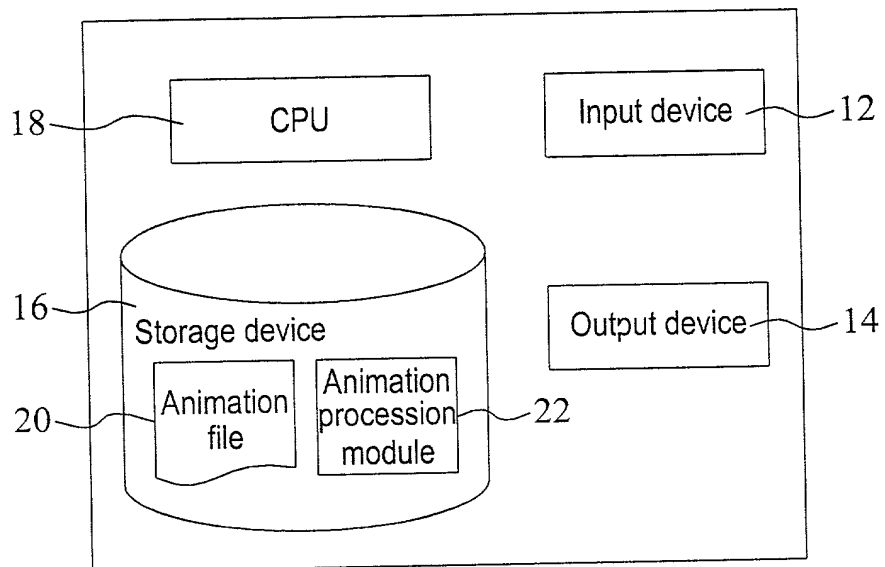 18
CPU
Input device
12
16
Storage device
Output device
14
20
Animation
file
Animation
procession
module
22